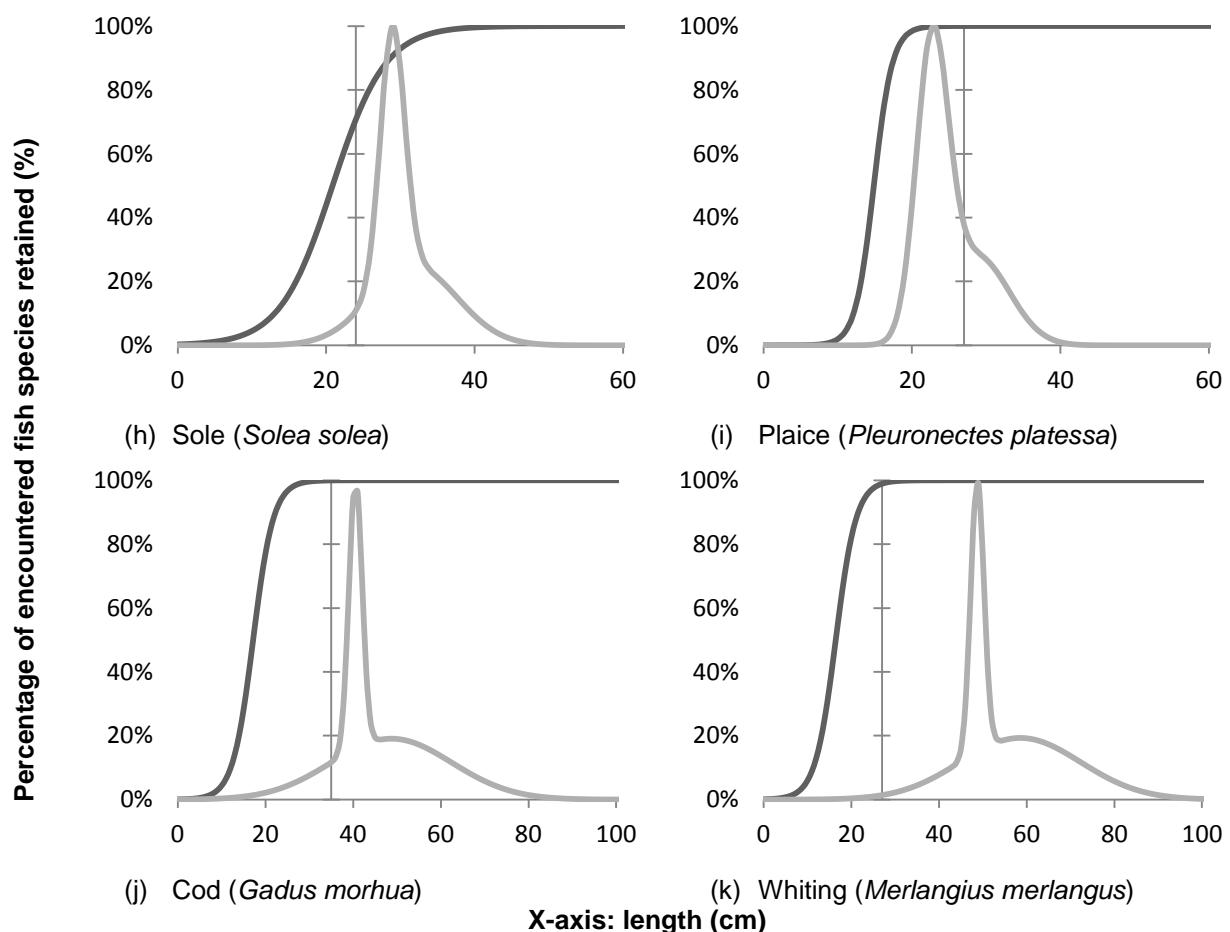 Percentage of encountered fish species retained (%)
100%
80%
60%
40%
20%
0%
0 20 40 60
(h) Sole (Solea solea)
100%
80%
60%
40%
20%
0%
0 20 40 60
(i) Plaice (Pleuronectes platessa)
100%
80%
60%
40%
20%
0%
0 20 40 60 80 100
(j) Cod (Gadus morhua)
100%
80%
60%
40%
20%
0%
0 20 40 60 80 100
(k) Whiting (Merlangius merlangus)
X-axis: length (cm)